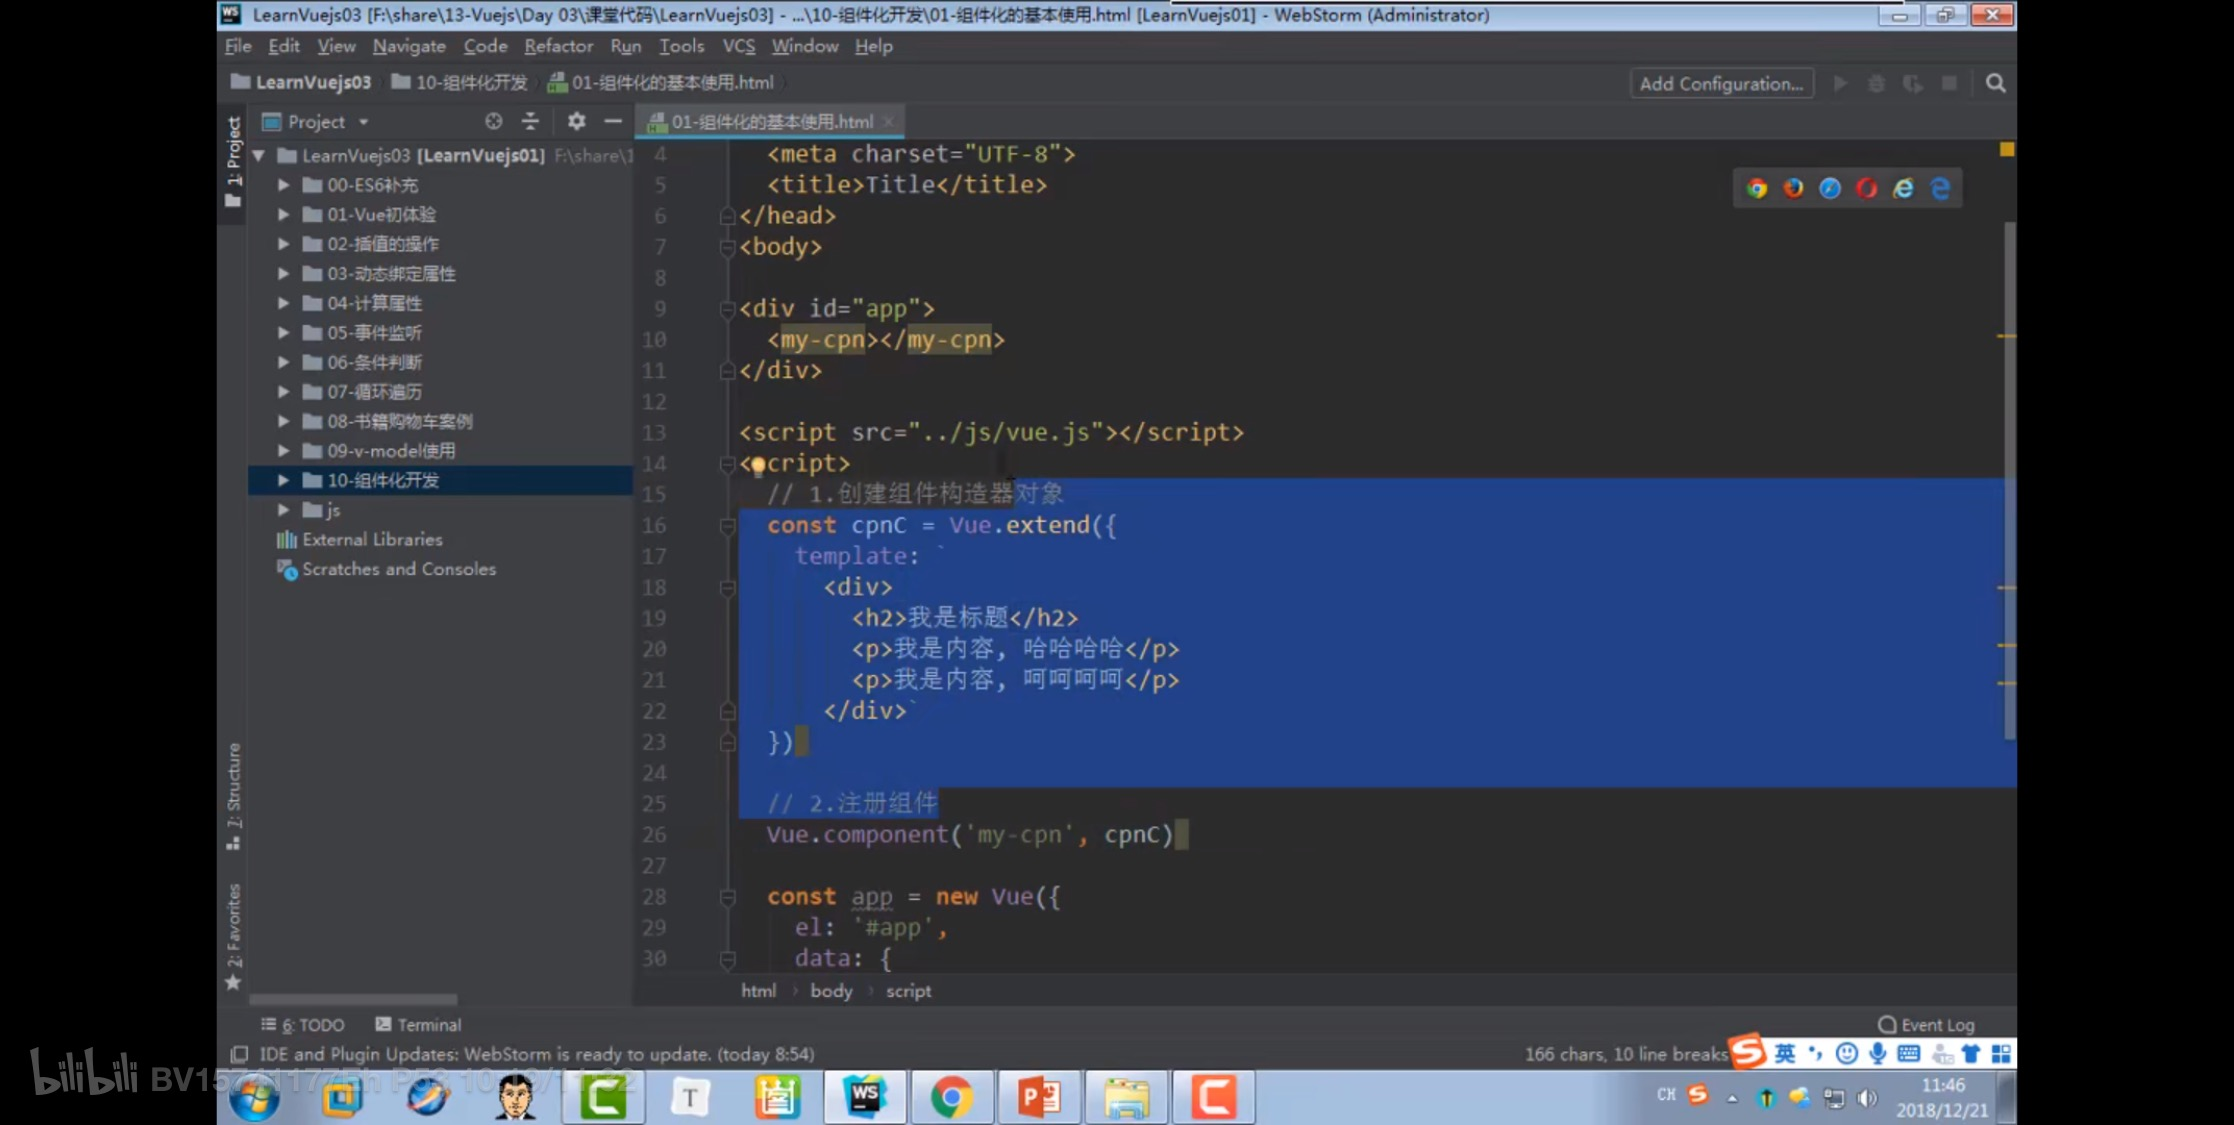 LearnVuejs03 [F:\share\13-Vuejs\Day 03\课堂代码\LearnVuejs03] - ...\10-组件化开发\01-组件化的基本使用.html [LearnVuejs01] - WebStorm (Administrator)
File Edit View Navigate Code Refactor Run Tools VCS Window Help
LearnVuejs03 10-组件化开发 01-组件化的基本使用.html Add Configuration...
1: Project
Project
LearnVuejs03 [LearnVuejs01] F:\share\1
00-ES6补充
01-Vue初体验
02-插值的操作
03-动态绑定属性
04-计算属性
05-事件监听
06-条件判断
07-循环遍历
08-书籍购物车案例
09-v-model使用
10-组件化开发
js
External Libraries
Scratches and Consoles
7: Structure
2: Favorites
01-组件化的基本使用.html
4 <meta charset="UTF-8">
5 <title>Title</title>
6 </head>
7 <body>
8
9 <div id="app">
10 <my-cpn></my-cpn>
11 </div>
12
13 <script src="../js/vue.js"></script>
14 < cript>
15 // 1.创建组件构造器对象
16 const cpnC = Vue.extend({
17 template: `
18 <div>
19 <h2>我是标题</h2>
20 <p>我是内容, 哈哈哈哈</p>
21 <p>我是内容, 呵呵呵呵</p>
22 </div>`
23 })
24
25 // 2.注册组件
26 Vue.component('my-cpn', cpnC)
27
28 const app = new Vue({
29 el: '#app',
30 data: {
html body script
6: TODO Terminal Event Log
IDE and Plugin Updates: WebStorm is ready to update. (today 8:54) 166 chars, 10 line breaks
英
bilibili
T WS CH
11:46
2018/12/21